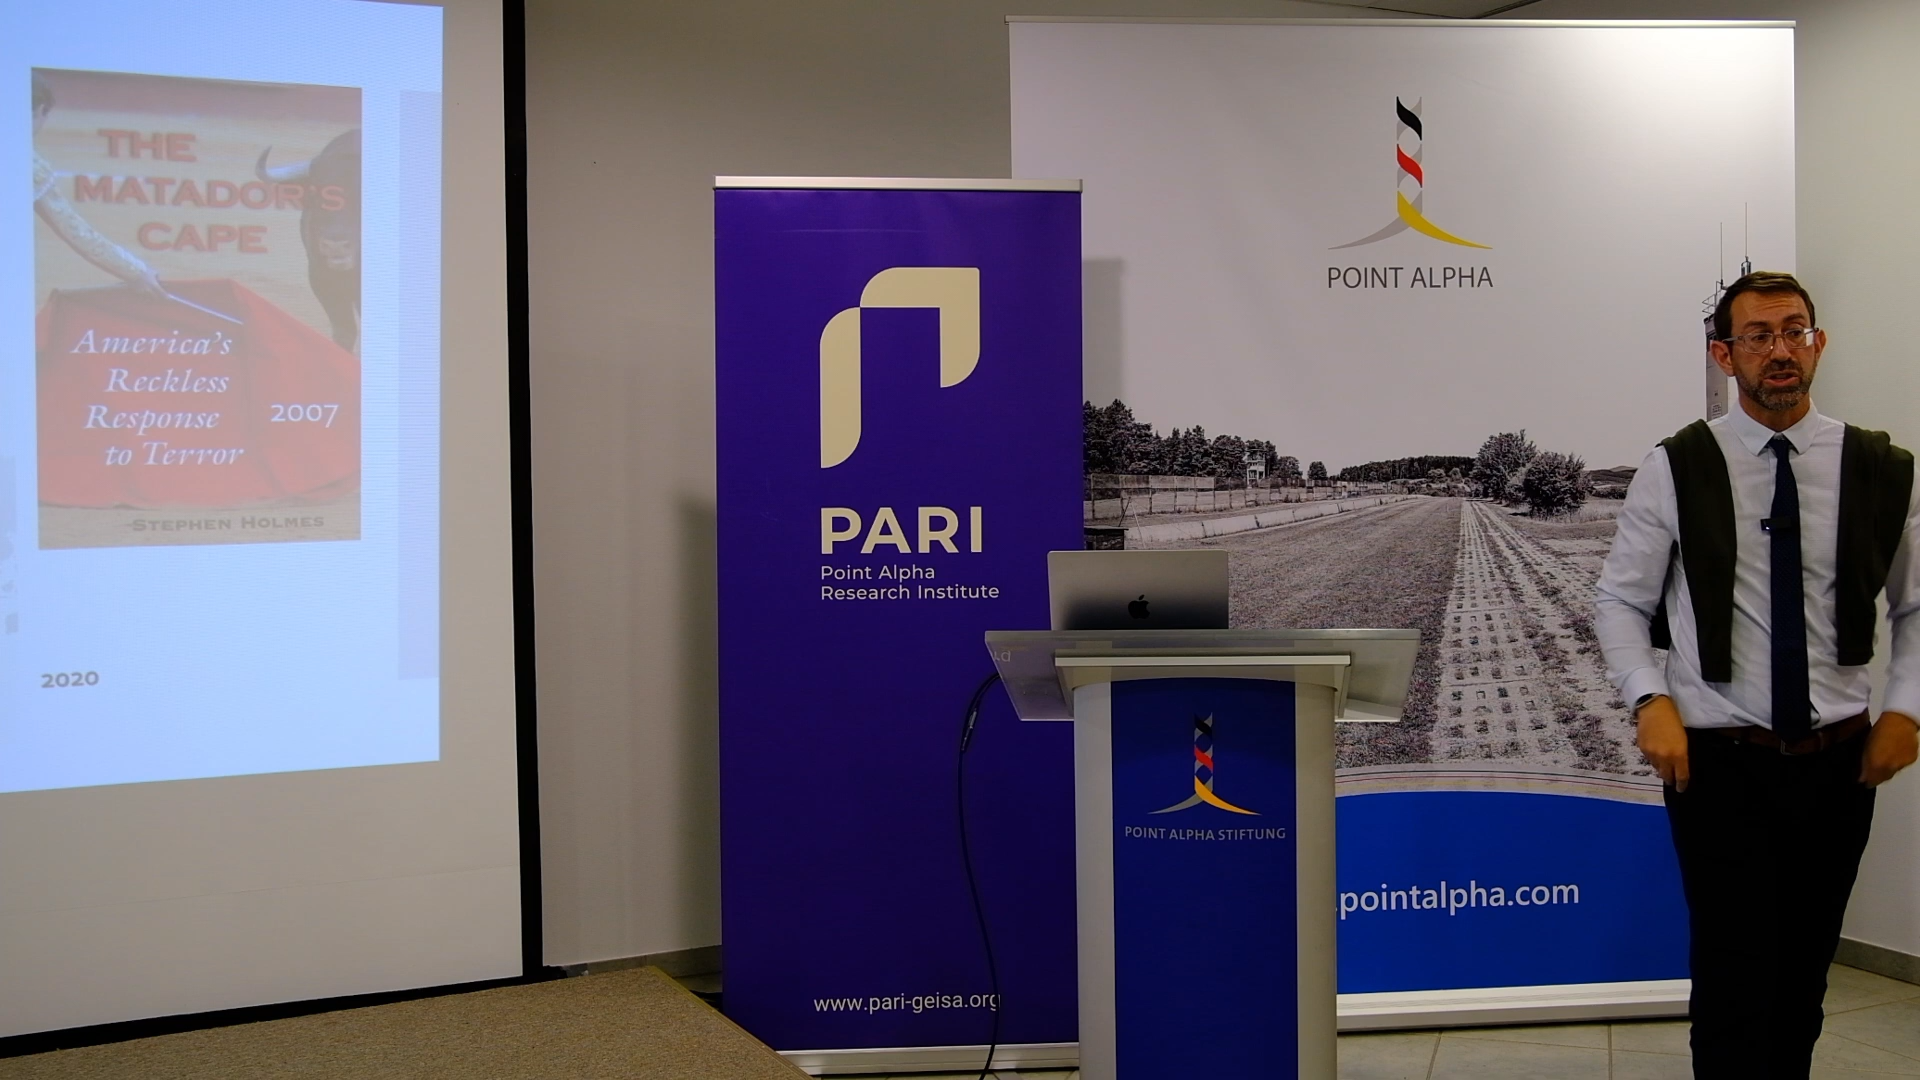 THE
MATADOR'S
CAPE
America's
Reckless
Response
to Terror
2007
STEPHEN HOLMES
2020
PARI
Point Alpha
Research Institute
www.pari-geisa.org
POINT ALPHA
.pointalpha.com
POINT ALPHA STIFTUNG